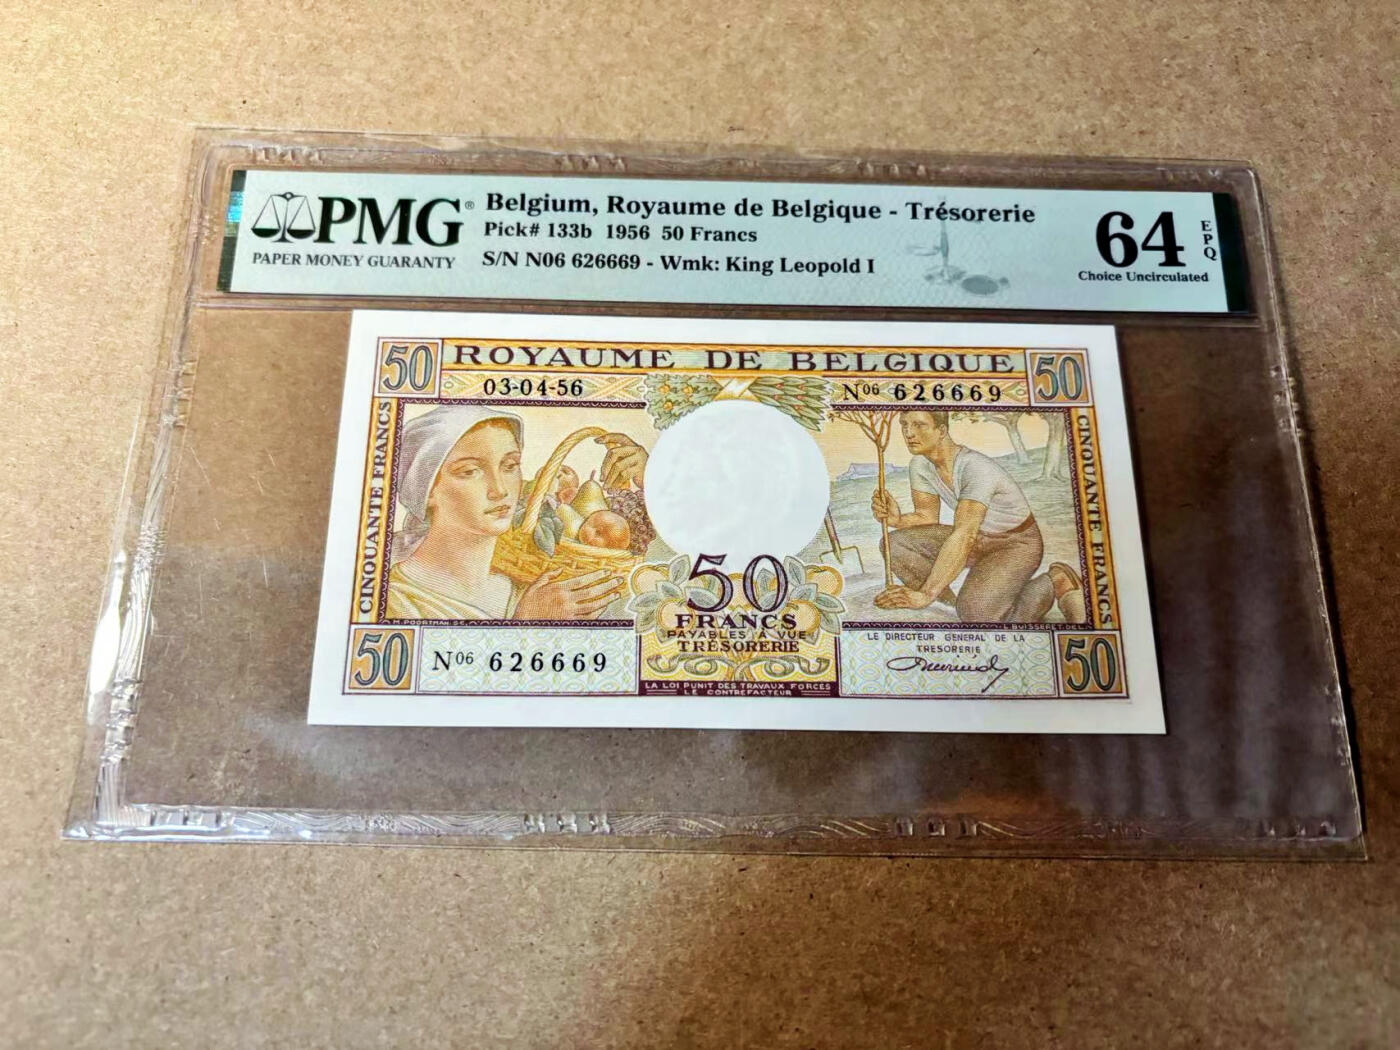 PMG®
PAPER MONEY GUARANTY
Belgium, Royaume de Belgique - Trésorerie
Pick# 133b 1956 50 Francs
S/N N06 626669 - Wmk: King Leopold I
64
EPQ
Choice Uncirculated
50 ROYAUME DE BELGIQUE 50
03-04-56
N06 626669
CINQUANTE FRANCS
CINQUANTE FRANCS
50
FRANCS
PAYABLES A VUE
TRÉSORERIE
L. BUISSERET.DEL.
50
N06 626669
LE DIRECTEUR GENERAL DE LA
TRESORERIE
50
LA LOI PUNIT DES TRAVAUX FORCES
LE CONTREFACTEUR